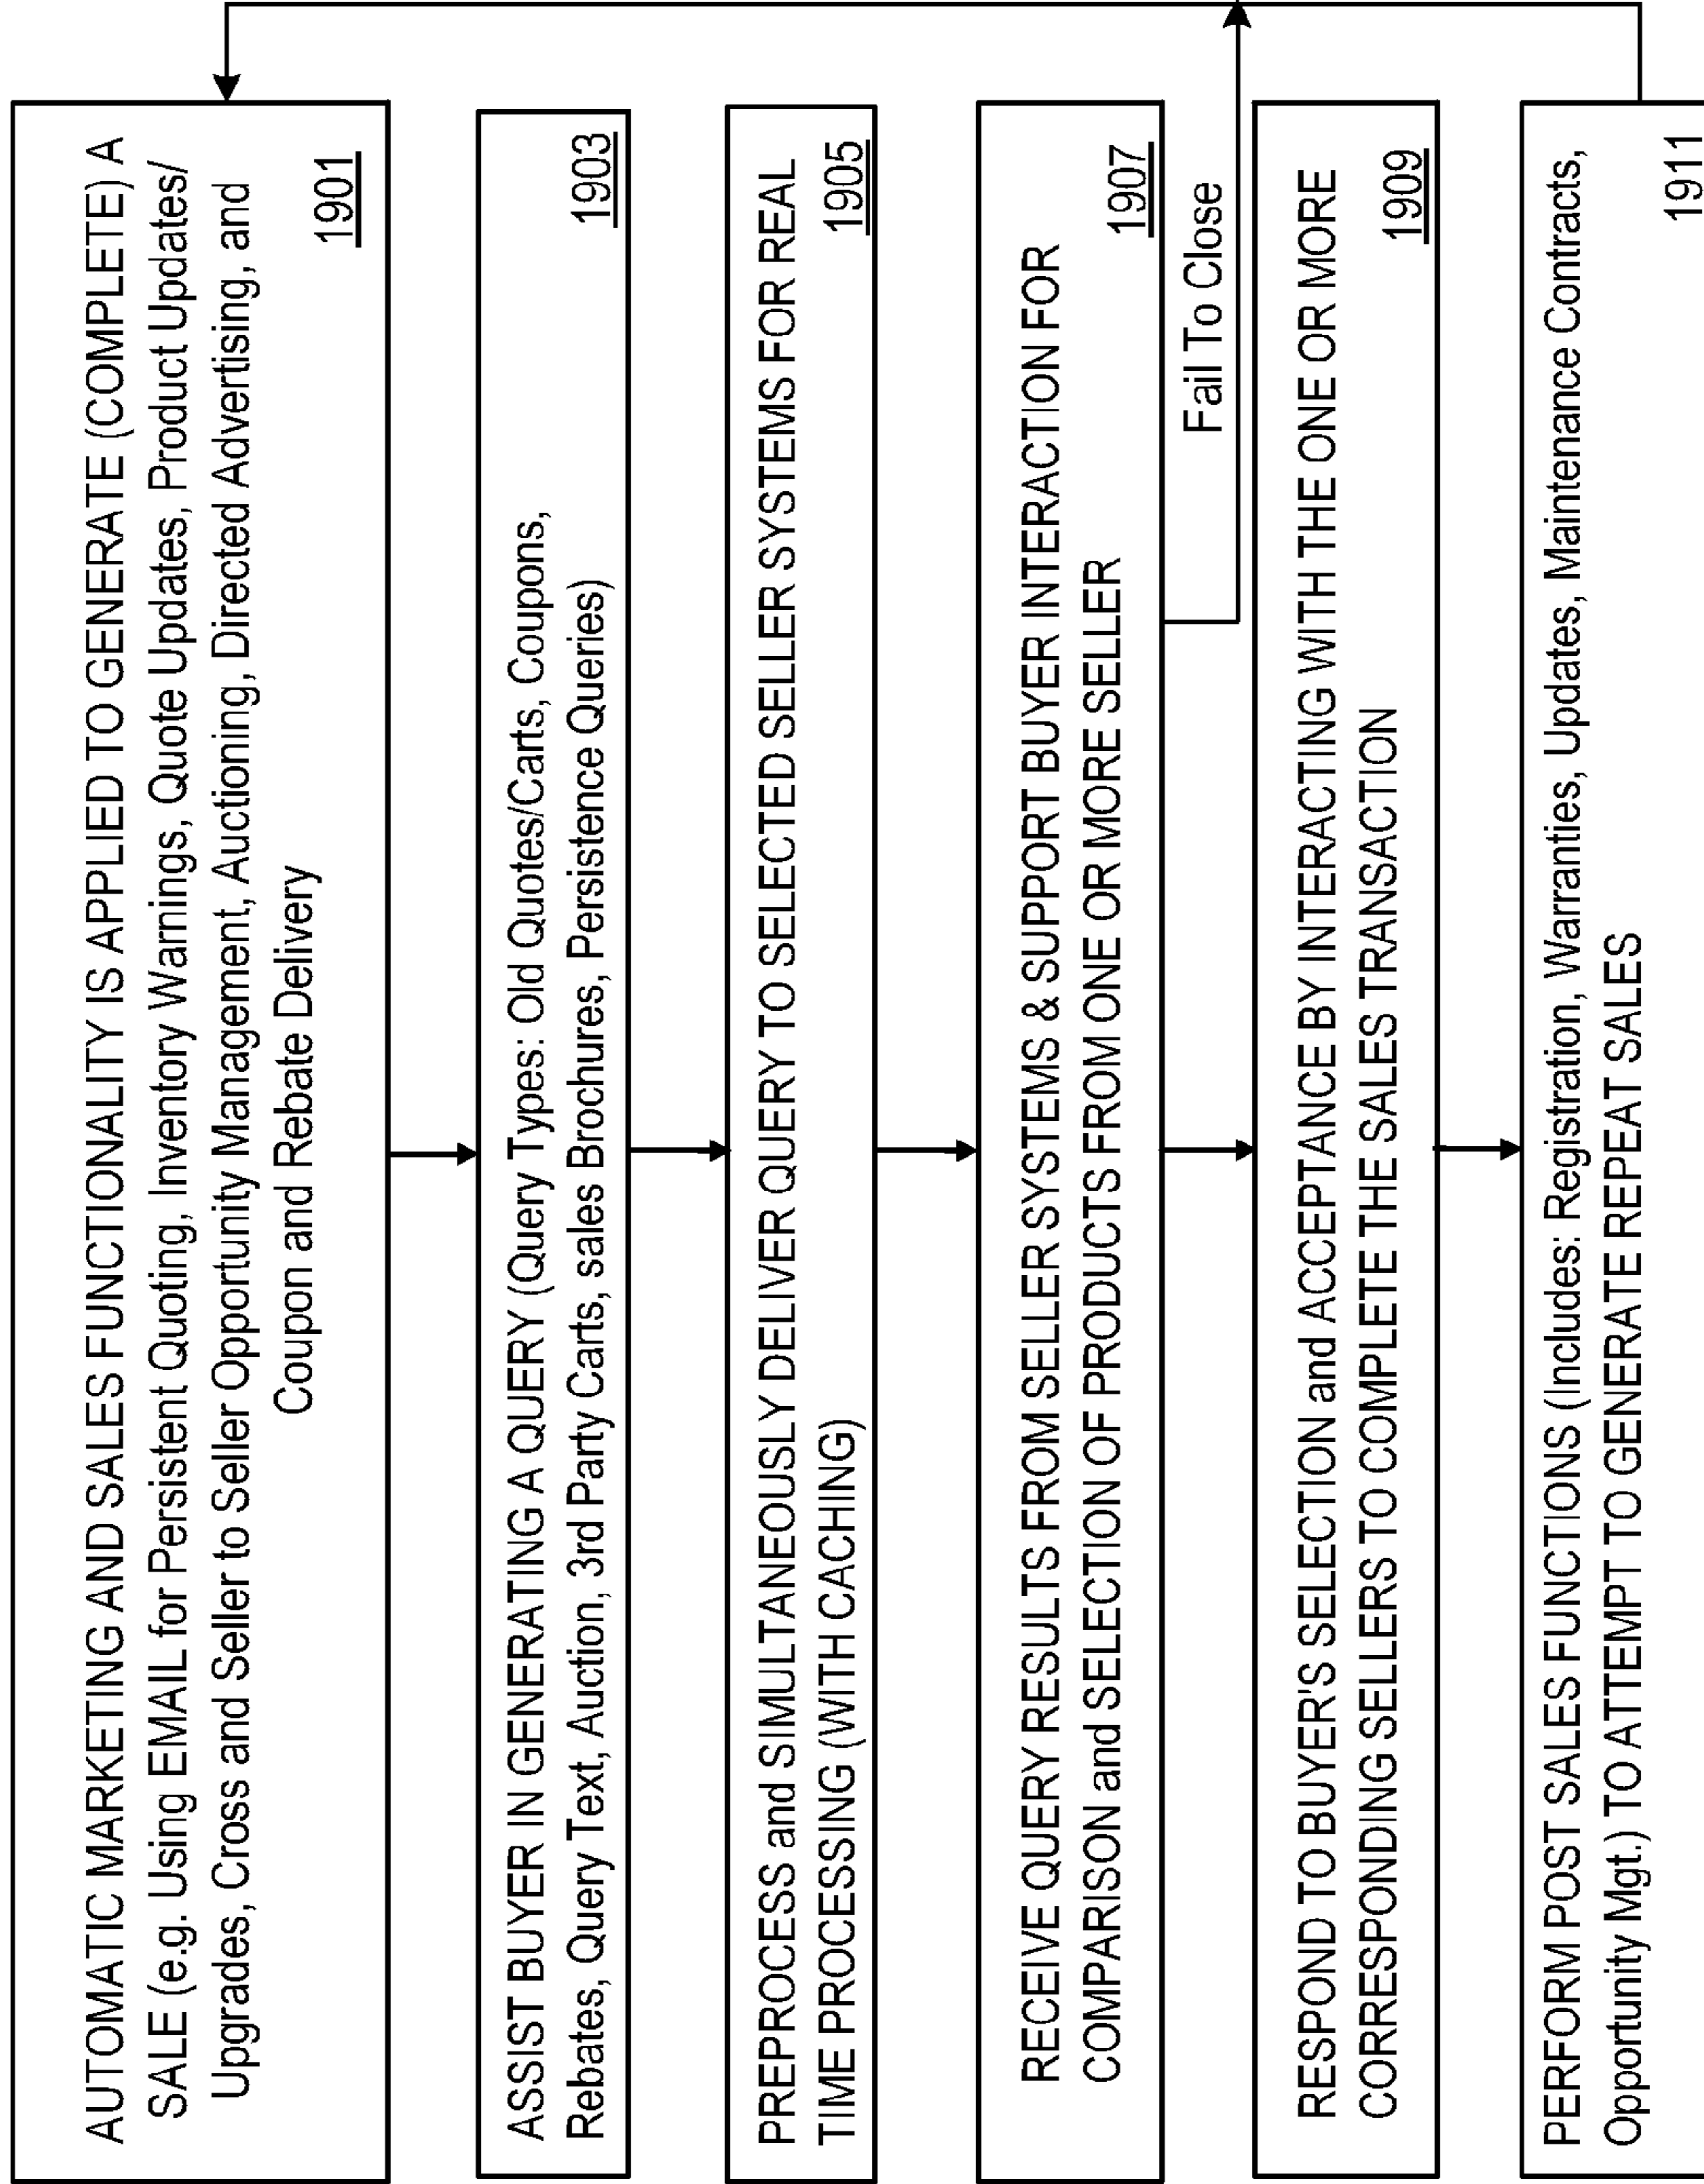 AUTOMATIC MARKETING AND SALES FUNCTIONALITY IS APPLIED TO GENERATE (COMPLETE) A
SALE (e.g. Using EMAIL for Persistent Quoting, Inventory Warnings, Quote Updates, Product Updates/
Upgrades, Cross and Seller to Seller Opportunity Management, Auctioning, Directed Advertising, and
Coupon and Rebate Delivery
1901
ASSIST BUYER IN GENERATING A QUERY (Query Types: Old Quotes/Carts, Coupons,
Rebates, Query Text, Auction, 3rd Party Carts, sales Brochures, Persistence Queries)
1903
PREPROCESS and SIMULTANEOUSLY DELIVER QUERY TO SELECTED SELLER SYSTEMS FOR REAL
TIME PROCESSING (WITH CACHING)
1905
RECEIVE QUERY RESULTS FROM SELLER SYSTEMS & SUPPORT BUYER INTERACTION FOR
COMPARISON and SELECTION OF PRODUCTS FROM ONE OR MORE SELLER
1907
Fail To Close
RESPOND TO BUYER'S SELECTION and ACCEPTANCE BY INTERACTING WITH THE ONE OR MORE
CORRESPONDING SELLERS TO COMPLETE THE SALES TRANSACTION
1909
PERFORM POST SALES FUNCTIONS (Includes: Registration, Warranties, Updates, Maintenance Contracts,
Opportunity Mgt.) TO ATTEMPT TO GENERATE REPEAT SALES
1911